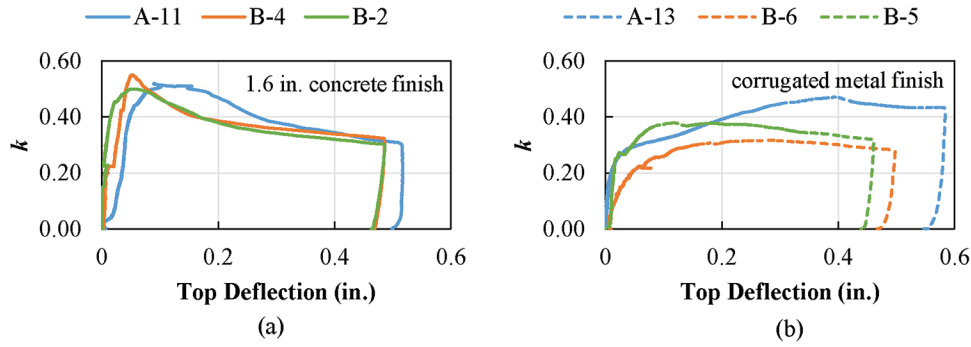 A-11 B-4 B-2
A-13 B-6 B-5
0.60
0.40
0.20
0.00
k
1.6 in. concrete finish
0 0.2 0.4 0.6
Top Deflection (in.)
(a)
0.60
0.40
0.20
0.00
k
corrugated metal finish
0 0.2 0.4 0.6
Top Deflection (in.)
(b)